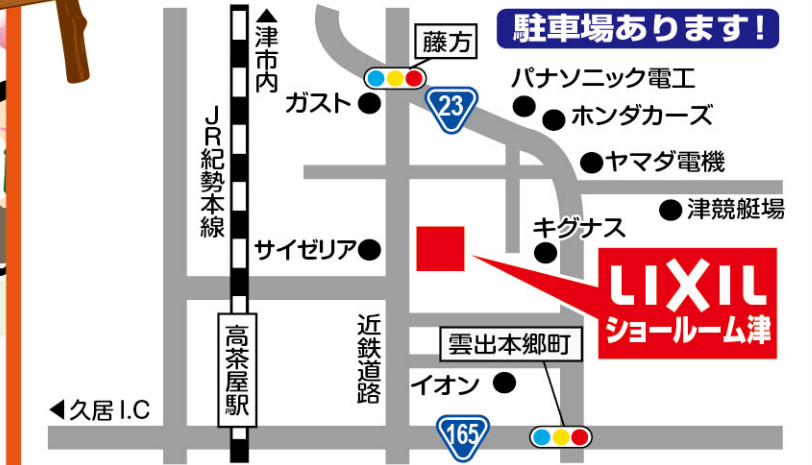 ▲津市内
藤方
駐車場あります!
パナソニック電工
ガスト
23
ホンダカーズ
JR紀勢本線
ヤマダ電機
津競艇場
キグナス
サイゼリア
LIXIL
ショールーム津
高茶屋駅
近鉄道路
雲出本郷町
イオン
◀久居I.C
165